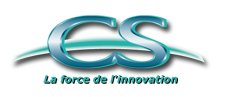 CS
La force de l'innovation